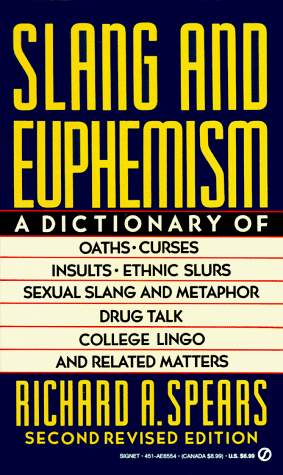 SLANG AND
EUPHEMISM
A DICTIONARY OF
OATHS • CURSES
INSULTS • ETHNIC SLURS
SEXUAL SLANG AND METAPHOR
DRUG TALK
COLLEGE LINGO
AND RELATED MATTERS
RICHARD A. SPEARS
SECOND REVISED EDITION
SIGNET • 451-AE6554 • (CANADA $8.99) • U.S. $6.99